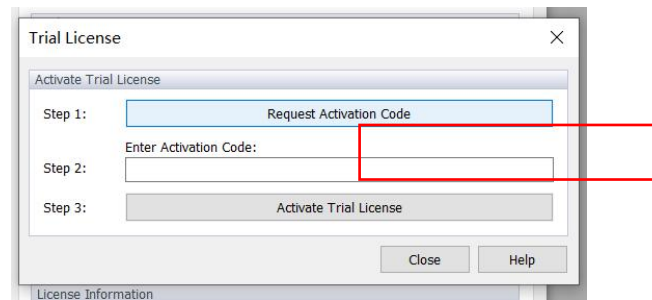 Trial License
Activate Trial License
Step 1:
Request Activation Code
Enter Activation Code:
Step 2:
Step 3:
Activate Trial License
Close
Help
License Information